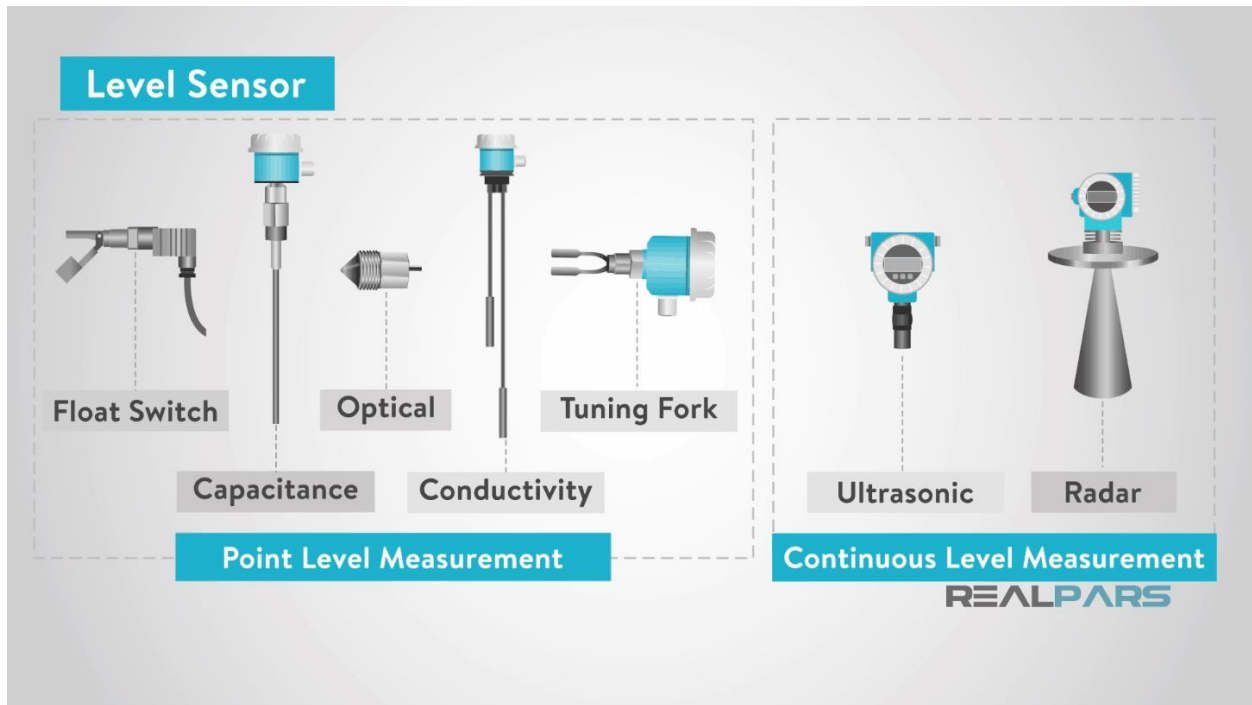 Level Sensor
Float Switch
Capacitance
Optical
Conductivity
Tuning Fork
Point Level Measurement
Ultrasonic
Radar
Continuous Level Measurement
REALPARS